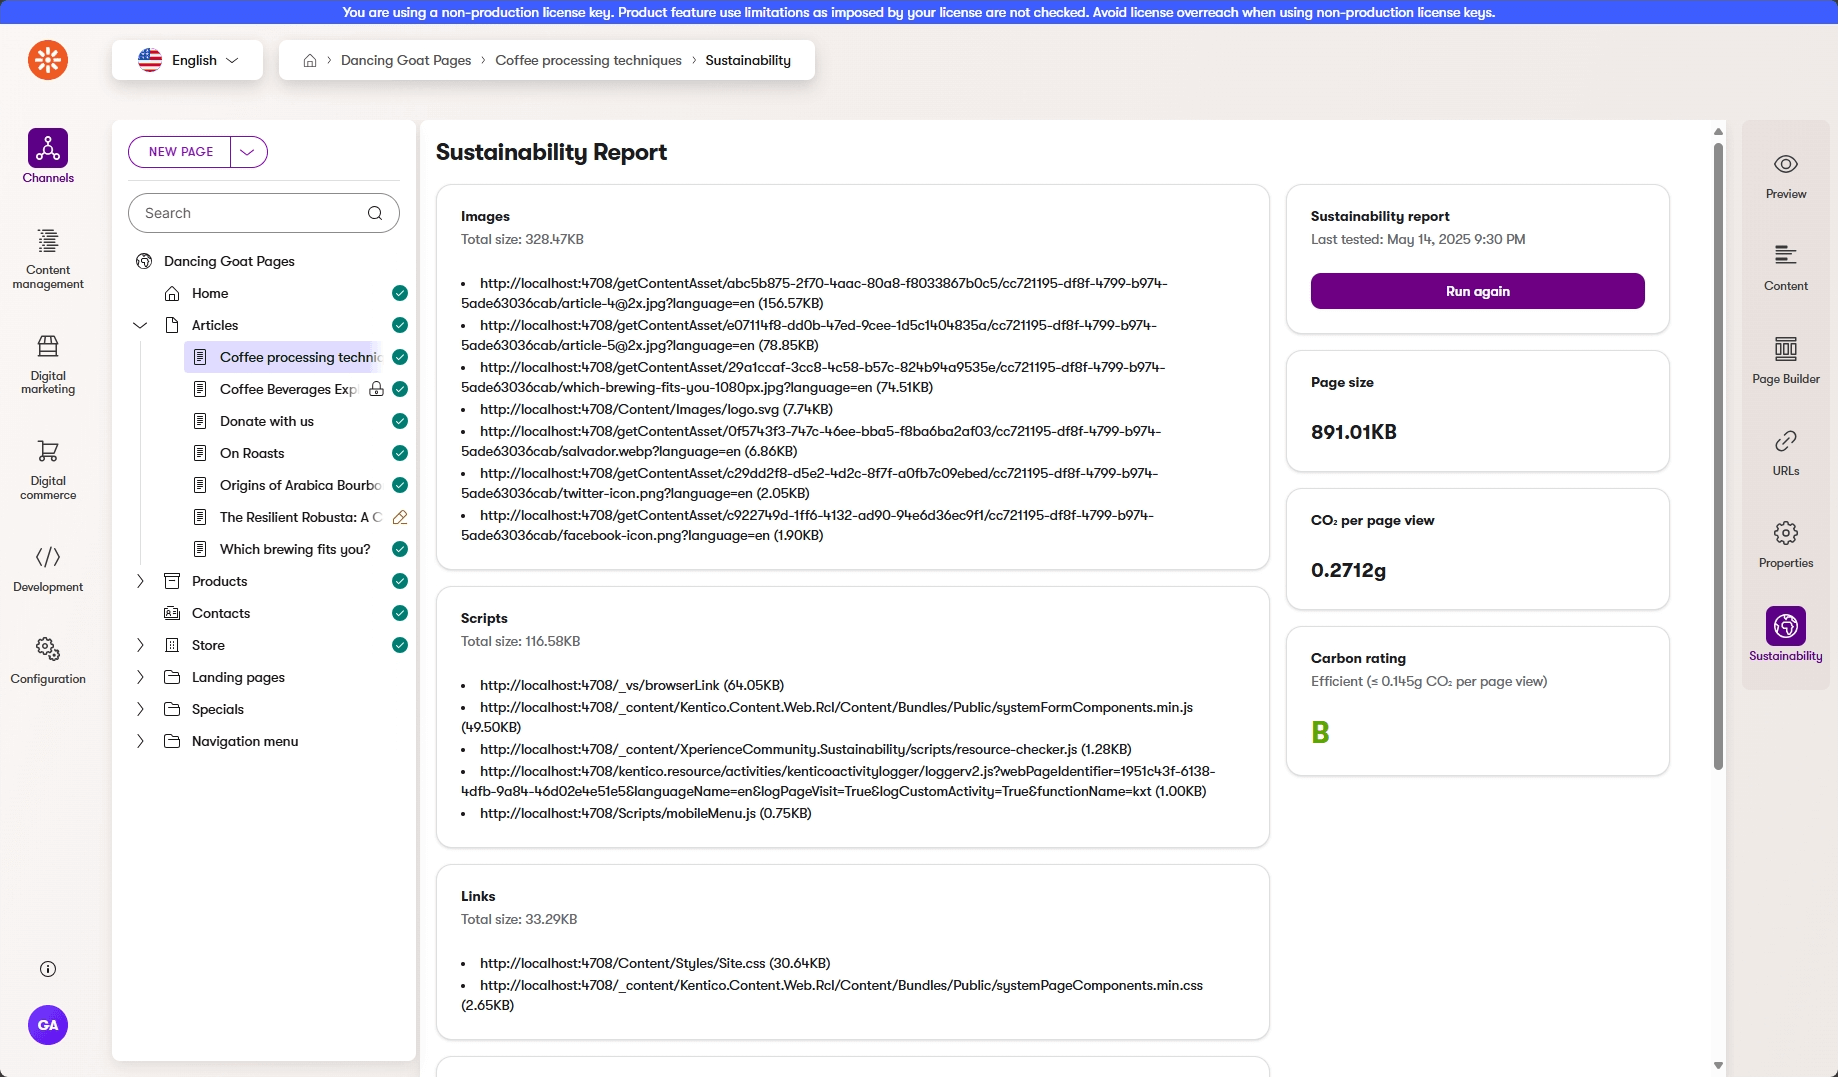 You are using a non-production license key. Product feature use limitations as imposed by your license are not checked. Avoid license overreach when using non-production license keys.
English
Dancing Goat Pages
Coffee processing techniques
Sustainability
Channels
Content
management
Digital
marketing
Digital
commerce
Development
Configuration
GA
NEW PAGE
Search
Dancing Goat Pages
Home
Articles
Coffee processing technic
Coffee Beverages Exp
Donate with us
On Roasts
Origins of Arabica Bourbo
The Resilient Robusta: A C
Which brewing fits you?
Products
Contacts
Store
Landing pages
Specials
Navigation menu
Sustainability Report
Images
Total size: 328.47KB
• http://localhost:4708/getContentAsset/abc5b875-2f70-4aac-80a8-f8033867b0c5/cc721195-df8f-4799-b974-
5ade63036cab/article-4@2x.jpg?language=en (156.57KB)
• http://localhost:4708/getContentAsset/e07114f8-dd0b-47ed-9cee-1d5c1404835a/cc721195-df8f-4799-b974-
5ade63036cab/article-5@2x.jpg?language=en (78.85KB)
• http://localhost:4708/getContentAsset/29a1ccaf-3cc8-4c58-b57c-824b94a9535e/cc721195-df8f-4799-b974-
5ade63036cab/which-brewing-fits-you-1080px.jpg?language=en (74.51KB)
• http://localhost:4708/Content/Images/logo.svg (7.74KB)
• http://localhost:4708/getContentAsset/0f5743f3-747c-46ee-bba5-f8ba6ba2af03/cc721195-df8f-4799-b974-
5ade63036cab/salvador.webp?language=en (6.86KB)
• http://localhost:4708/getContentAsset/c29dd2f8-d5e2-4d2c-8f7f-a0fb7c09ebed/cc721195-df8f-4799-b974-
5ade63036cab/twitter-icon.png?language=en (2.05KB)
• http://localhost:4708/getContentAsset/c922749d-1ff6-4132-ad90-94e6d36ec9f1/cc721195-df8f-4799-b974-
5ade63036cab/facebook-icon.png?language=en (1.90KB)
Scripts
Total size: 116.58KB
• http://localhost:4708/_vs/browserLink (64.05KB)
• http://localhost:4708/_content/Kentico.Content.Web.Rcl/Content/Bundles/Public/systemFormComponents.min.js
(49.50KB)
• http://localhost:4708/_content/XperienceCommunity.Sustainability/scripts/resource-checker.js (1.28KB)
• http://localhost:4708/kentico.resource/activities/kenticoactivitylogger/loggerv2.js?webPageIdentifier=1951c43f-6138-
4dfb-9a84-46d02e4e51e5&languageName=en&logPageVisit=True&logCustomActivity=True&functionName=kxt (1.00KB)
• http://localhost:4708/Scripts/mobileMenu.js (0.75KB)
Links
Total size: 33.29KB
• http://localhost:4708/Content/Styles/Site.css (30.64KB)
• http://localhost:4708/_content/Kentico.Content.Web.Rcl/Content/Bundles/Public/systemPageComponents.min.css
(2.65KB)
Sustainability report
Last tested: May 14, 2025 9:30 PM
Run again
Page size
891.01KB
CO₂ per page view
0.2712g
Carbon rating
Efficient (≤ 0.145g CO₂ per page view)
B
Preview
Content
Page Builder
URLs
Properties
Sustainability